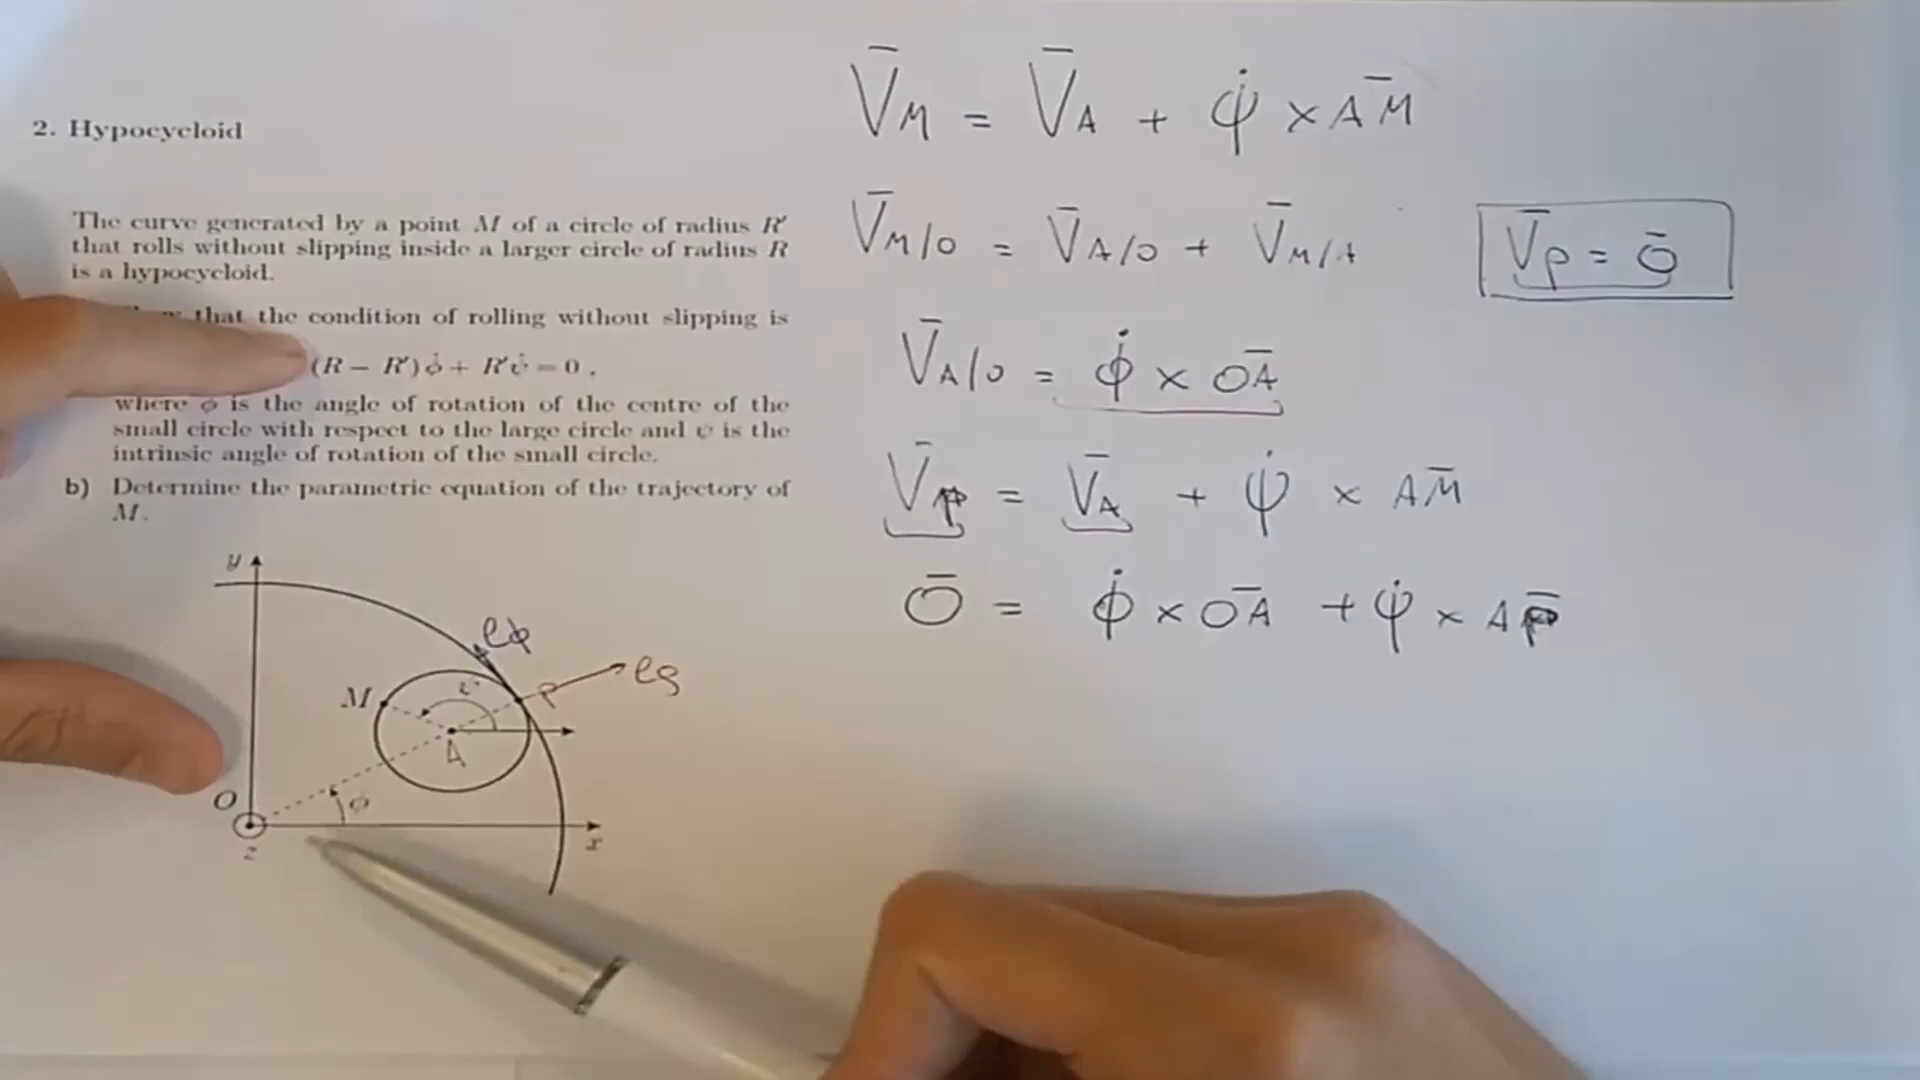 2. Hypocycloid
The curve generated by a point M of a circle of radius R'
that rolls without slipping inside a larger circle of radius R
is a hypocycloid.
that the condition of rolling without slipping is
(R − R')φ̇ + R'ψ̇ = 0 ,
where φ is the angle of rotation of the centre of the
small circle with respect to the large circle and ψ is the
intrinsic angle of rotation of the small circle.
b) Determine the parametric equation of the trajectory of
M.
y
eφ
M
ψ
P
eρ
A
O
φ
x
z
V̄M = V̄A + ψ̇ × AM̄
V̄M/O = V̄A/O + V̄M/A
V̄P = Ō
V̄A/O = φ̇ × OĀ
V̄P = V̄A + ψ̇ × AM̄
Ō = φ̇ × OĀ + ψ̇ × AP̄